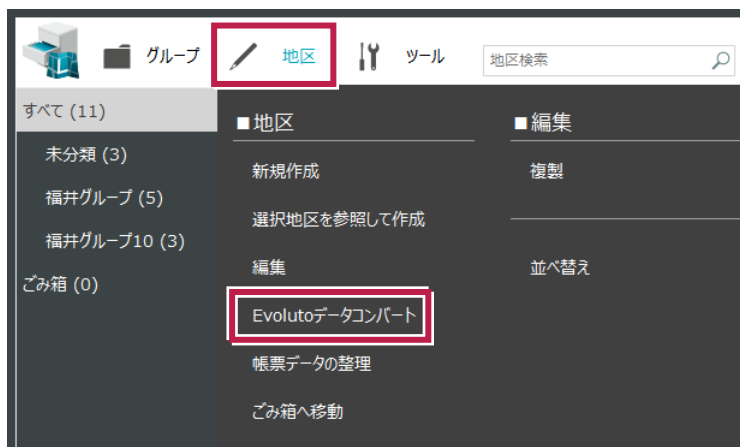 グループ
地区
ツール
地区検索
すべて (11)
未分類 (3)
福井グループ (5)
福井グループ10 (3)
ごみ箱 (0)
■地区
新規作成
選択地区を参照して作成
編集
Evolutoデータコンバート
帳票データの整理
ごみ箱へ移動
■編集
複製
並べ替え